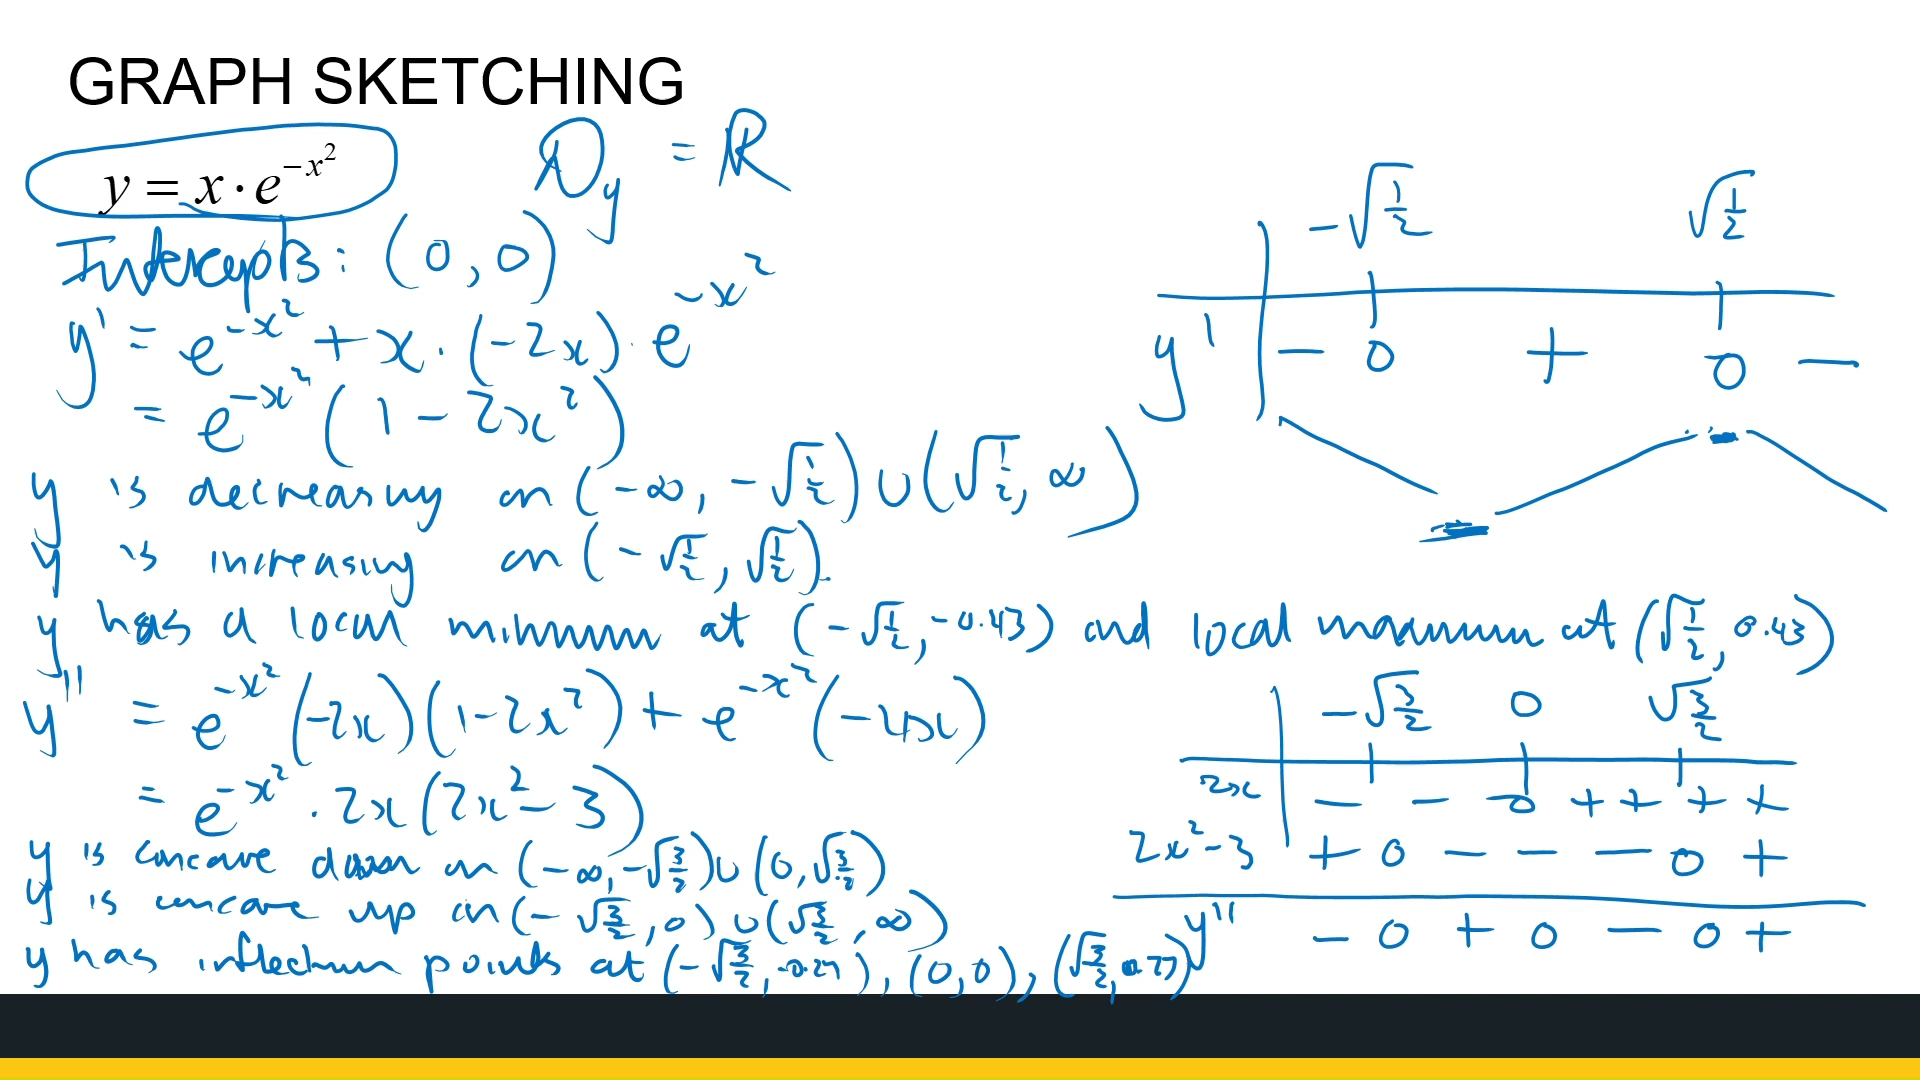 GRAPH SKETCHING
y = x · e^{-x^2}
D_y = ℝ
Intercepts: (0, 0)
y' = e^{-x^2} + x · (-2x) · e^{-x^2}
= e^{-x^2} (1 - 2x^2)
-√(1/2) √(1/2)
y' - 0 + 0 -
y is decreasing on (-∞, -√(1/2)) ∪ (√(1/2), ∞)
y is increasing on (-√(1/2), √(1/2)).
y has a local minimum at (-√(1/2), -0.43) and local maximum at (√(1/2), 0.43)
y'' = e^{-x^2} (-2x)(1-2x^2) + e^{-x^2} (-4x)
= e^{-x^2} · 2x (2x^2 - 3)
-√(3/2) 0 √(3/2)
2x - - 0 + + + +
2x^2 - 3 + 0 - - - 0 +
y'' - 0 + 0 - 0 +
y is concave down on (-∞, -√(3/2)) ∪ (0, √(3/2))
y is concave up on (-√(3/2), 0) ∪ (√(3/2), ∞)
y has inflection points at (-√(3/2), -0.27), (0,0), (√(3/2), 0.27)